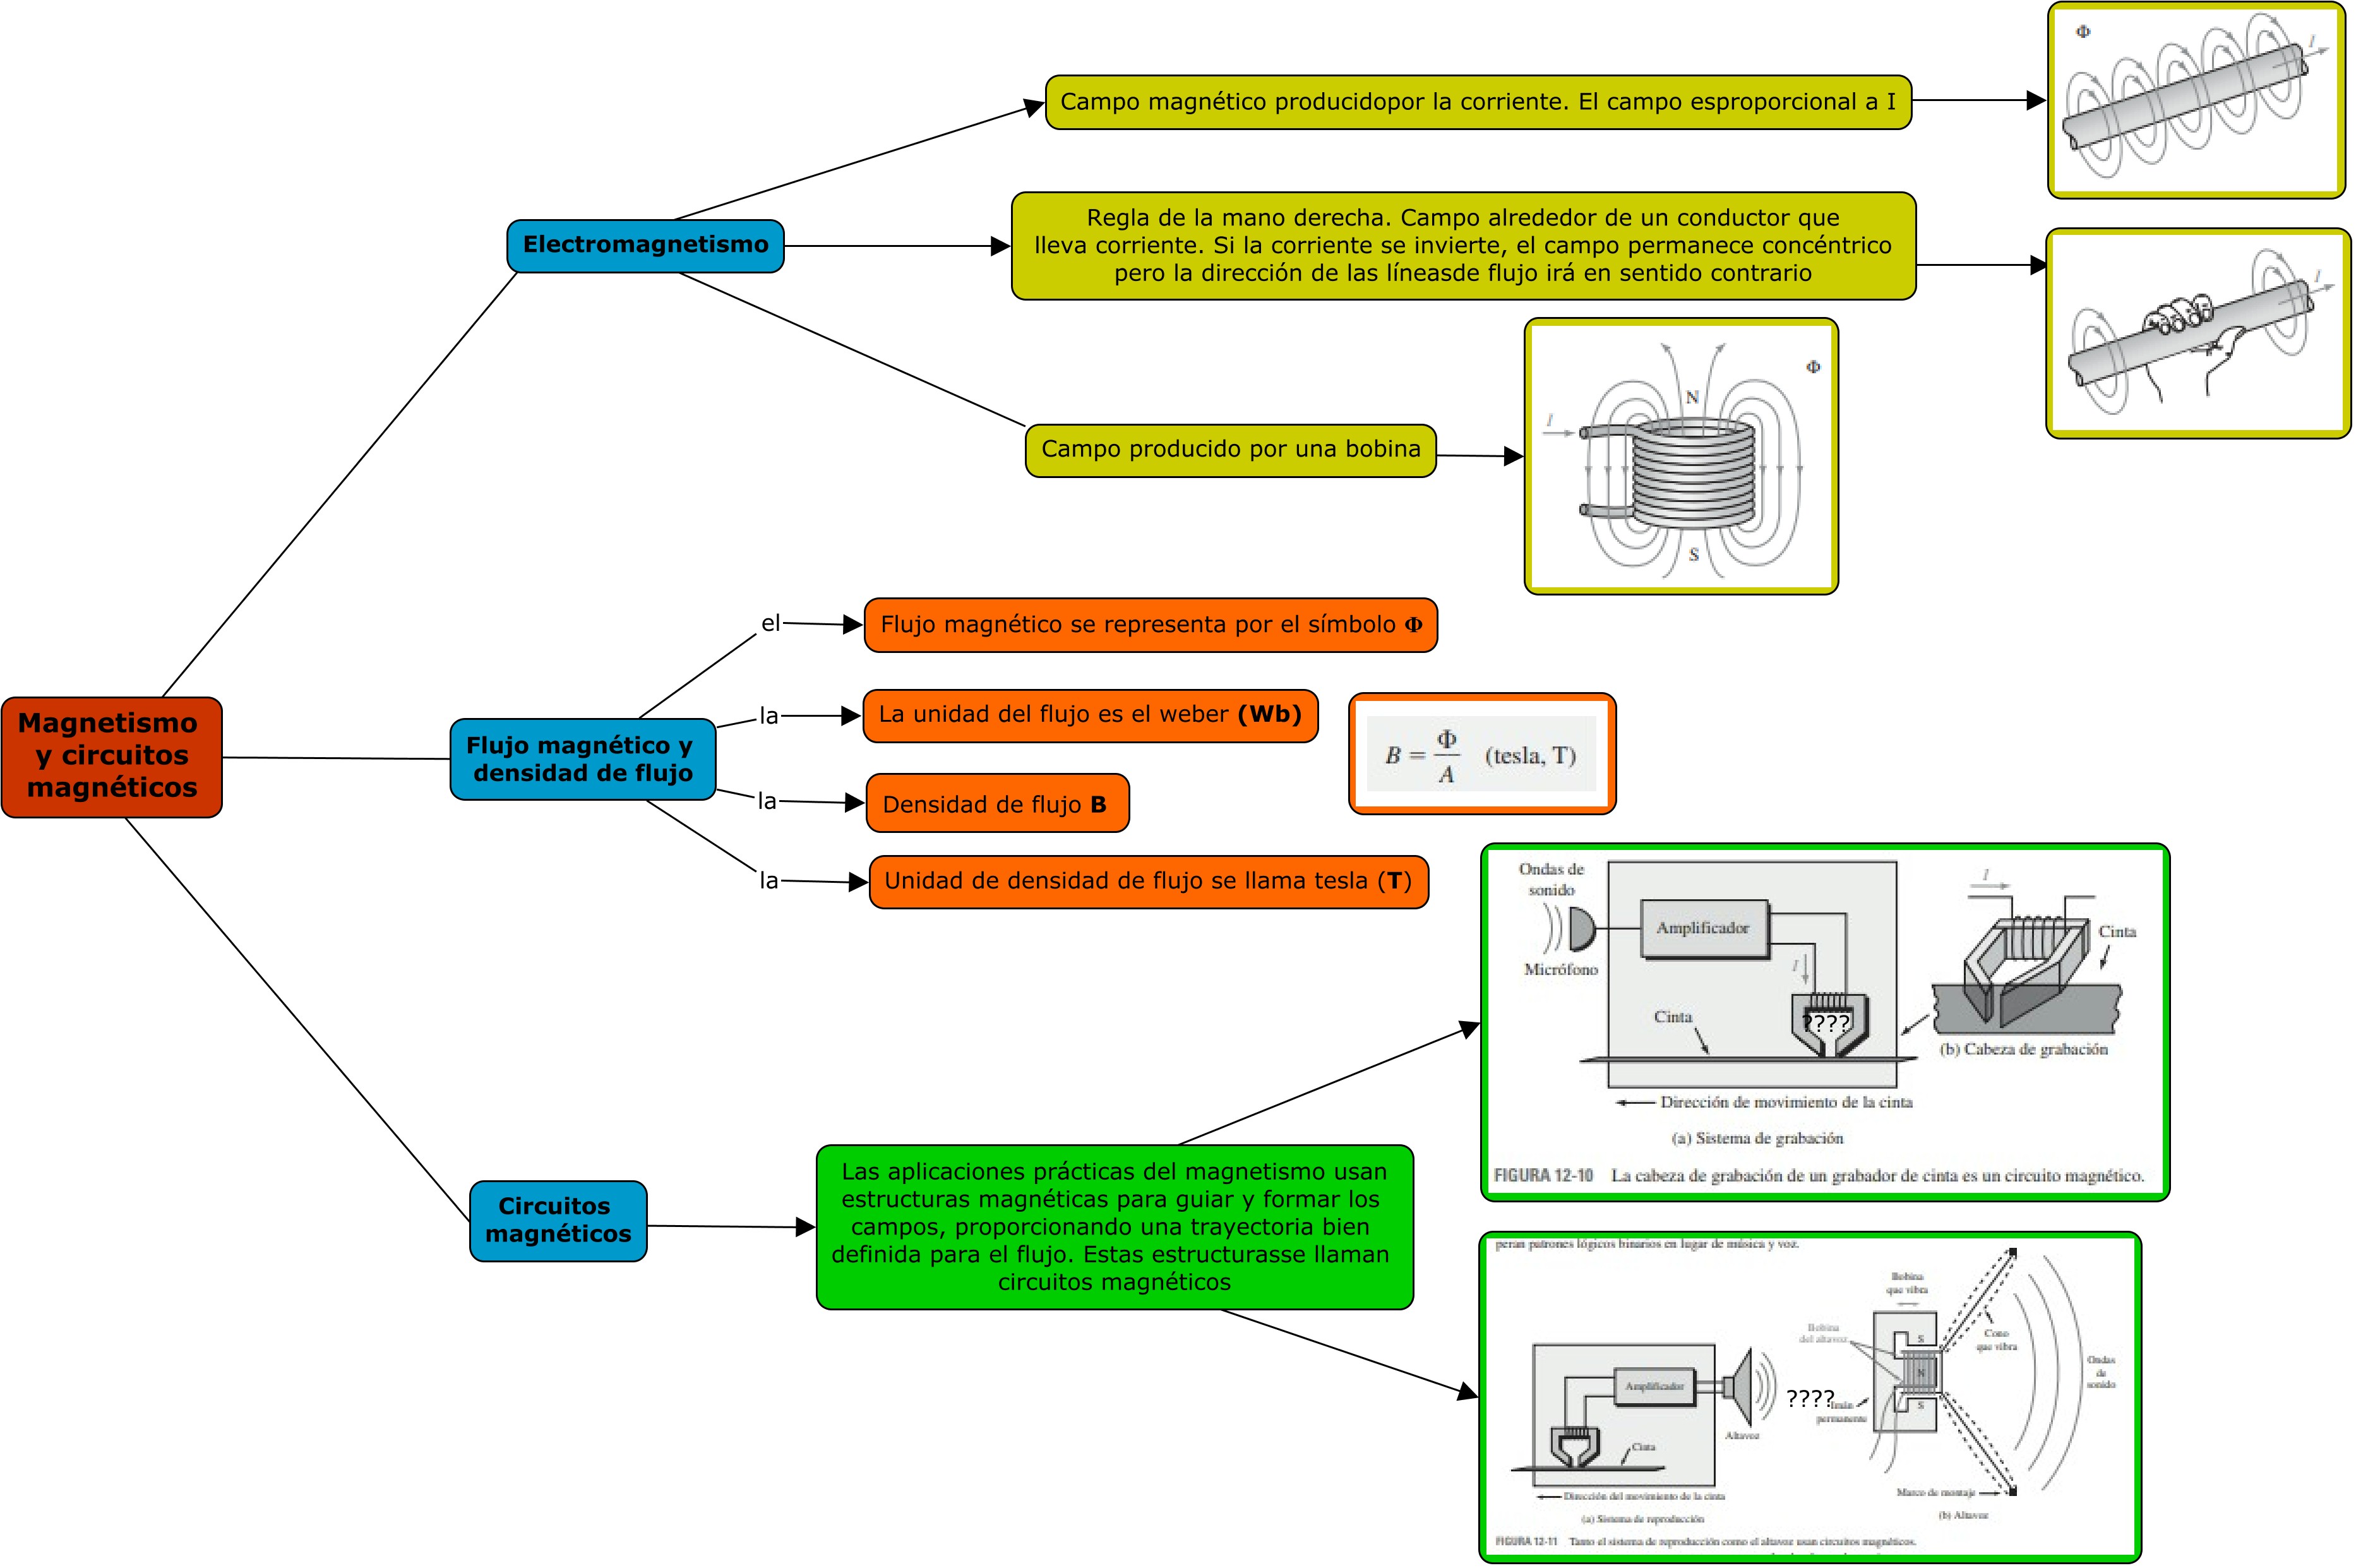 Φ
I
Campo magnético producidopor la corriente. El campo esproporcional a I
Electromagnetismo
Regla de la mano derecha. Campo alrededor de un conductor que
lleva corriente. Si la corriente se invierte, el campo permanece concéntrico
pero la dirección de las líneasde flujo irá en sentido contrario
I
Φ
N
I
S
Campo producido por una bobina
el
Flujo magnético se representa por el símbolo Φ
la
La unidad del flujo es el weber (Wb)
Magnetismo
y circuitos
magnéticos
Flujo magnético y
densidad de flujo
B = Φ/A (tesla, T)
la
Densidad de flujo B
la
Unidad de densidad de flujo se llama tesla (T)
Ondas de
sonido
Micrófono
Amplificador
I
Cinta
????
I
Cinta
(b) Cabeza de grabación
Dirección de movimiento de la cinta
(a) Sistema de grabación
FIGURA 12-10 La cabeza de grabación de un grabador de cinta es un circuito magnético.
Circuitos
magnéticos
Las aplicaciones prácticas del magnetismo usan
estructuras magnéticas para guiar y formar los
campos, proporcionando una trayectoria bien
definida para el flujo. Estas estructurasse llaman
circuitos magnéticos
peran patrones lógicos binarios en lugar de música y voz.
Bobina
que vibra
Bobina
del altavoz
Cono
que vibra
Ondas
de
sonido
S
N
S
Amplificador
Altavoz
????
Imán
permanente
Cinta
Dirección del movimiento de la cinta
(a) Sistema de reproducción
Marco de montaje
(b) Altavoz
FIGURA 12-11 Tanto el sistema de reproducción como el altavoz usan circuitos magnéticos.